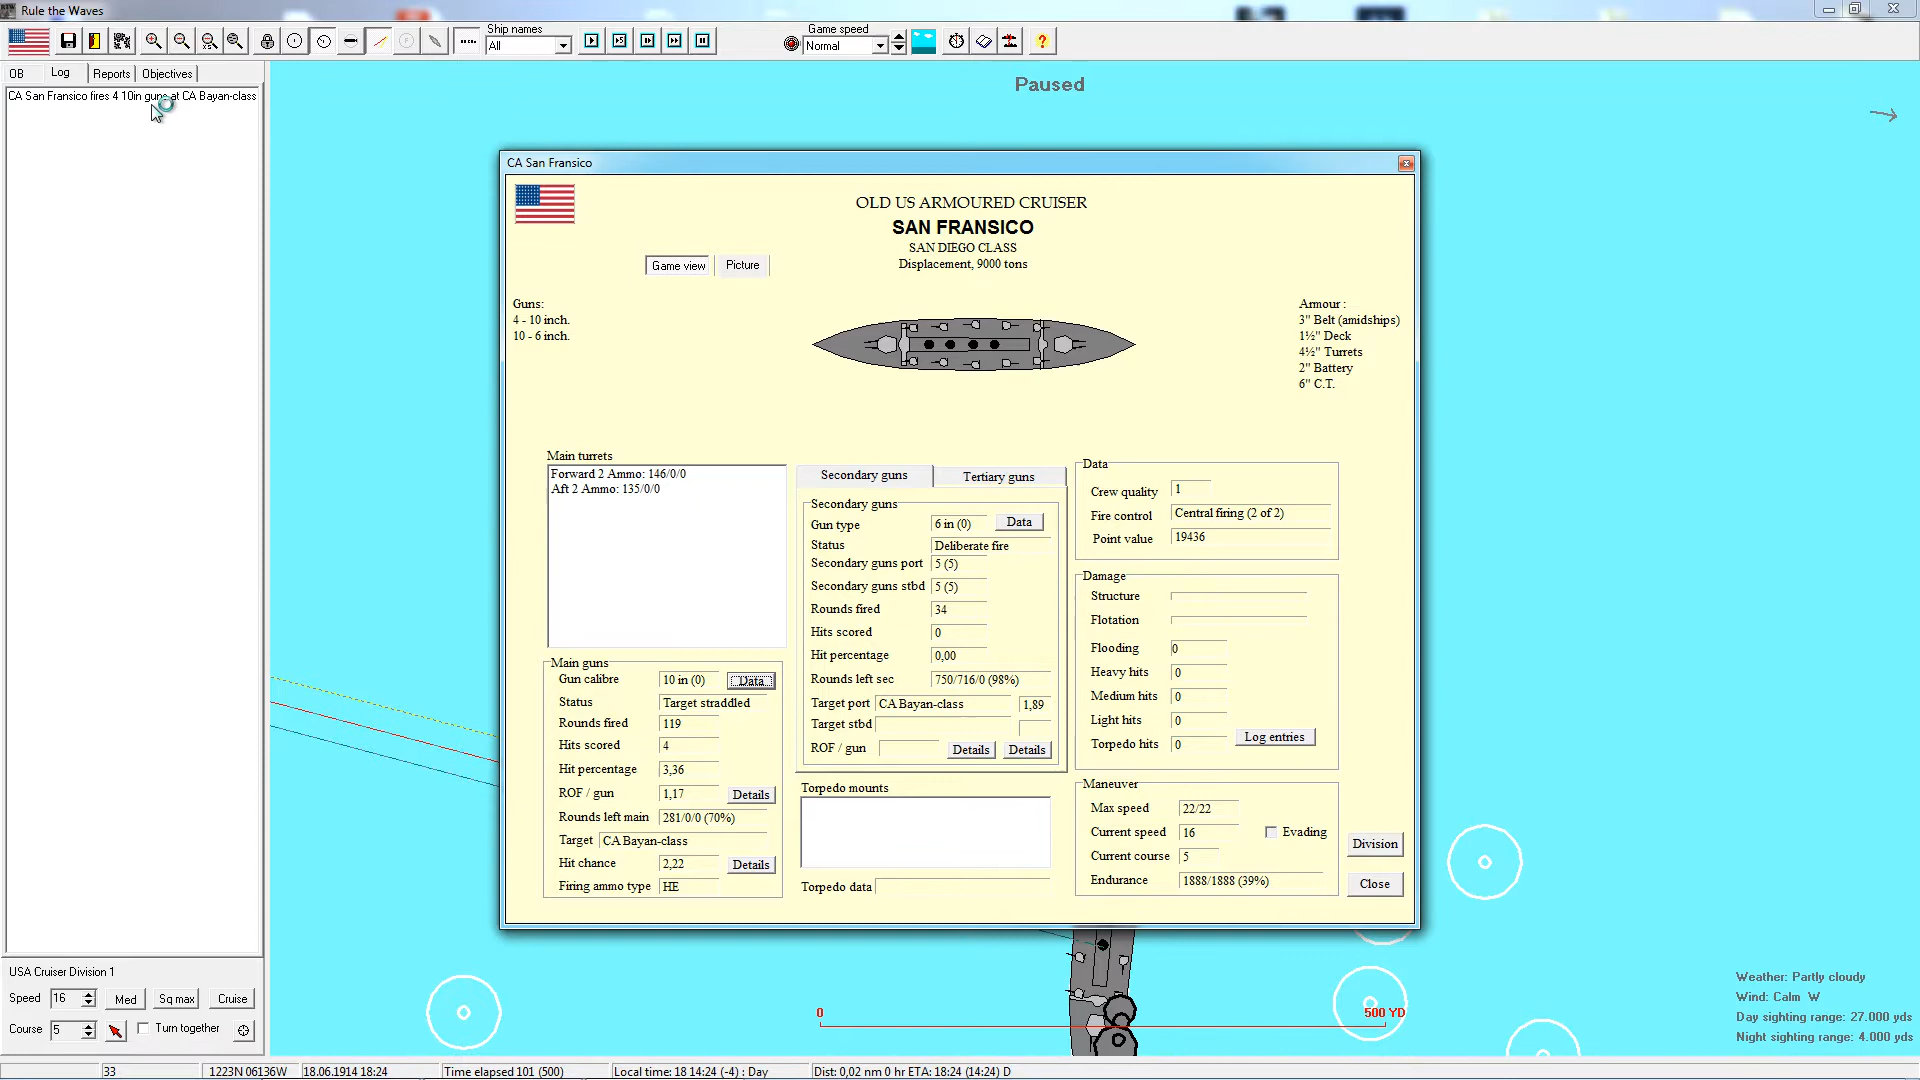 Rule the Waves
Ship names
All
Game speed
Normal
?
OB
Log
Reports
Objectives
CA San Fransico fires 4 10in guns at CA Bayan-class
Paused
CA San Fransico
OLD US ARMOURED CRUISER
SAN FRANSICO
SAN DIEGO CLASS
Displacement, 9000 tons
Game view
Picture
Guns:
4 - 10 inch.
10 - 6 inch.
Armour :
3" Belt (amidships)
1½" Deck
4½" Turrets
2" Battery
6" C.T.
Main turrets
Forward 2 Ammo: 146/0/0
Aft 2 Ammo: 135/0/0
Main guns
Gun calibre 10 in (0) Data
Status Target straddled
Rounds fired 119
Hits scored 4
Hit percentage 3,36
ROF / gun 1,17 Details
Rounds left main 281/0/0 (70%)
Target CA Bayan-class
Hit chance 2,22 Details
Firing ammo type HE
Secondary guns
Tertiary guns
Secondary guns
Gun type 6 in (0) Data
Status Deliberate fire
Secondary guns port 5 (5)
Secondary guns stbd 5 (5)
Rounds fired 34
Hits scored 0
Hit percentage 0,00
Rounds left sec 750/716/0 (98%)
Target port CA Bayan-class 1,89
Target stbd
ROF / gun Details Details
Torpedo mounts
Torpedo data
Data
Crew quality 1
Fire control Central firing (2 of 2)
Point value 19436
Damage
Structure
Flotation
Flooding 0
Heavy hits 0
Medium hits 0
Light hits 0
Torpedo hits 0 Log entries
Maneuver
Max speed 22/22
Current speed 16 Evading
Current course 5
Endurance 1888/1888 (39%)
Division
Close
USA Cruiser Division 1
Speed 16 Med Sq max Cruise
Course 5 Turn together
0
500 YD
Weather: Partly cloudy
Wind: Calm W
Day sighting range: 27.000 yds
Night sighting range: 4.000 yds
33
1223N 06136W
18.06.1914 18:24
Time elapsed 101 (500)
Local time: 18 14:24 (-4) : Day
Dist: 0,02 nm 0 hr ETA: 18:24 (14:24) D